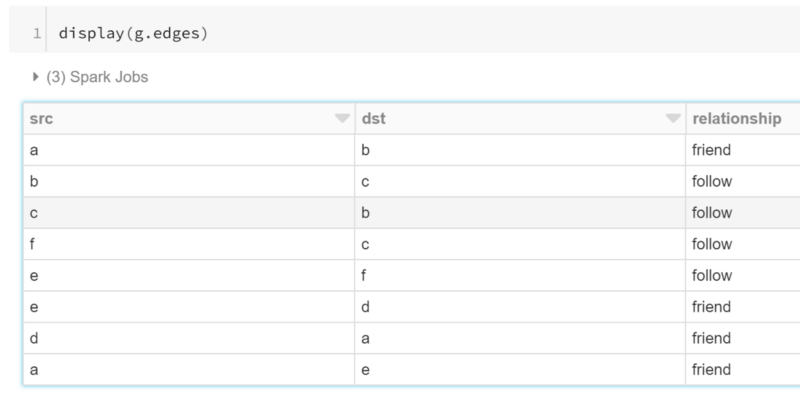 1 display(g.edges)
(3) Spark Jobs
src dst relationship
a b friend
b c follow
c b follow
f c follow
e f follow
e d friend
d a friend
a e friend